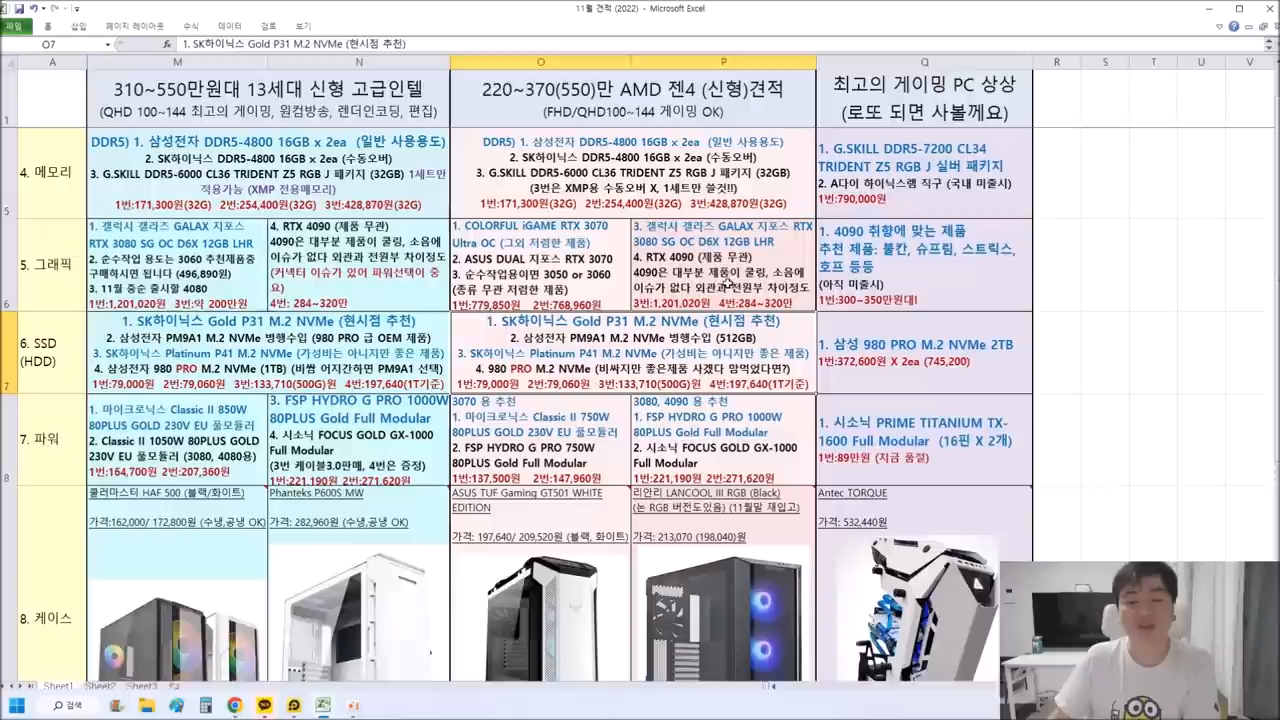 11월 견적 (2022) - Microsoft Excel
파일 홈 삽입 페이지 레이아웃 수식 데이터 검토 보기
O7 fx 1. SK하이닉스 Gold P31 M.2 NVMe (현시점 추천)
A M N O P Q R S T U V
1
310~550만원대 13세대 신형 고급인텔
(QHD 100~144 최고의 게이밍, 원컴방송, 렌더인코딩, 편집)
220~370(550)만 AMD 젠4 (신형)견적
(FHD/QHD100~144 게이밍 OK)
최고의 게이밍 PC 상상
(로또 되면 사볼께요)
5
4. 메모리
DDR5) 1. 삼성전자 DDR5-4800 16GB x 2ea (일반 사용용도)
2. SK하이닉스 DDR5-4800 16GB x 2ea (수동오버)
3. G.SKILL DDR5-6000 CL36 TRIDENT Z5 RGB J 패키지 (32GB) 1세트만
적용가능 (XMP 전용메모리)
1번:171,300원(32G) 2번:254,400원(32G) 3번:428,870원(32G)
DDR5) 1. 삼성전자 DDR5-4800 16GB x 2ea (일반 사용용도)
2. SK하이닉스 DDR5-4800 16GB x 2ea (수동오버)
3. G.SKILL DDR5-6000 CL36 TRIDENT Z5 RGB J 패키지 (32GB)
(3번은 XMP용 수동오버 X, 1세트만 쓸것!!)
1번:171,300원(32G) 2번:254,400원(32G) 3번:428,870원(32G)
1. G.SKILL DDR5-7200 CL34
TRIDENT Z5 RGB J 실버 패키지
2. A다이 하이닉스램 직구 (국내 미출시)
1번:790,000원
6
5. 그래픽
1. 갤럭시 갤라즈 GALAX 지포스
RTX 3080 SG OC D6X 12GB LHR
2. 순수작업 용도는 3060 추천제품중
구매하시면 됩니다 (496,890원)
3. 11월 중순 출시할 4080
1번:1,201,020원 3번:약 200만원
4. RTX 4090 (제품 무관)
4090은 대부분 제품이 쿨링, 소음에
이슈가 없다 외관과 전원부 차이정도
(커넥터 이슈가 있어 파워선택이 중
요)
4번: 284~320만
1. COLORFUL iGAME RTX 3070
Ultra OC (그외 저렴한 제품)
2. ASUS DUAL 지포스 RTX 3070
3. 순수작업용이면 3050 or 3060
(종류 무관 저렴한 제품)
1번:779,850원 2번:768,960원
3. 갤럭시 갤라즈 GALAX 지포스 RTX
3080 SG OC D6X 12GB LHR
4. RTX 4090 (제품 무관)
4090은 대부분 제품이 쿨링, 소음에
이슈가 없다 외관과 전원부 차이정도
3번:1,201,020원 4번:284~320만
1. 4090 취향에 맞는 제품
추천 제품: 불칸, 슈프림, 스트릭스,
호프 등등
(아직 미출시)
1번:300~350만원대!
7
6. SSD
(HDD)
1. SK하이닉스 Gold P31 M.2 NVMe (현시점 추천)
2. 삼성전자 PM9A1 M.2 NVMe 병행수입 (980 PRO 급 OEM 제품)
3. SK하이닉스 Platinum P41 M.2 NVMe (가성비는 아니지만 좋은 제품)
4. 삼성전자 980 PRO M.2 NVMe (1TB) (비쌈 어지간하면 PM9A1 선택)
1번:79,000원 2번:79,060원 3번:133,710(500G)원 4번:197,640(1T기준)
1. SK하이닉스 Gold P31 M.2 NVMe (현시점 추천)
2. 삼성전자 PM9A1 M.2 NVMe 병행수입 (512GB)
3. SK하이닉스 Platinum P41 M.2 NVMe (가성비는 아니지만 좋은 제품)
4. 980 PRO M.2 NVMe (비싸지만 좋은제품 사겠다 맘먹었다면?)
1번:79,000원 2번:79,060원 3번:133,710(500G)원 4번:197,640(1T기준)
1. 삼성 980 PRO M.2 NVMe 2TB
1번:372,600원 X 2ea (745,200)
8
7. 파워
1. 마이크로닉스 Classic II 850W
80PLUS GOLD 230V EU 풀모듈러
2. Classic II 1050W 80PLUS GOLD
230V EU 풀모듈러 (3080, 4080용)
1번:164,700원 2번:207,360원
3. FSP HYDRO G PRO 1000W
80PLUS Gold Full Modular
4. 시소닉 FOCUS GOLD GX-1000
Full Modular
(3번 케이블3.0판매, 4번은 증정)
1번:221,190원 2번:271,620원
3070 용 추천
1. 마이크로닉스 Classic II 750W
80PLUS GOLD 230V EU 풀모듈러
2. FSP HYDRO G PRO 750W
80PLUS Gold Full Modular
1번:137,500원 2번:147,960원
3080, 4090 용 추천
1. FSP HYDRO G PRO 1000W
80PLUS Gold Full Modular
2. 시소닉 FOCUS GOLD GX-1000
Full Modular
1번:221,190원 2번:271,620원
1. 시소닉 PRIME TITANIUM TX-
1600 Full Modular (16핀 X 2개)
1번:89만원 (지금 품절)
8. 케이스
쿨러마스터 HAF 500 (블랙/화이트)
가격:162,000/ 172,800원 (수냉,공냉 OK)
Phanteks P600S MW
가격: 282,960원 (수냉,공냉 OK)
ASUS TUF Gaming GT501 WHITE
EDITION
가격: 197,640/ 209,520원 (블랙, 화이트)
리안리 LANCOOL III RGB (Black)
(논 RGB 버전도있음) (11월말 재입고)
가격: 213,070 (198,040)원
Antec TORQUE
가격: 532,440원
Sheet1 Sheet2 Sheet3
검색